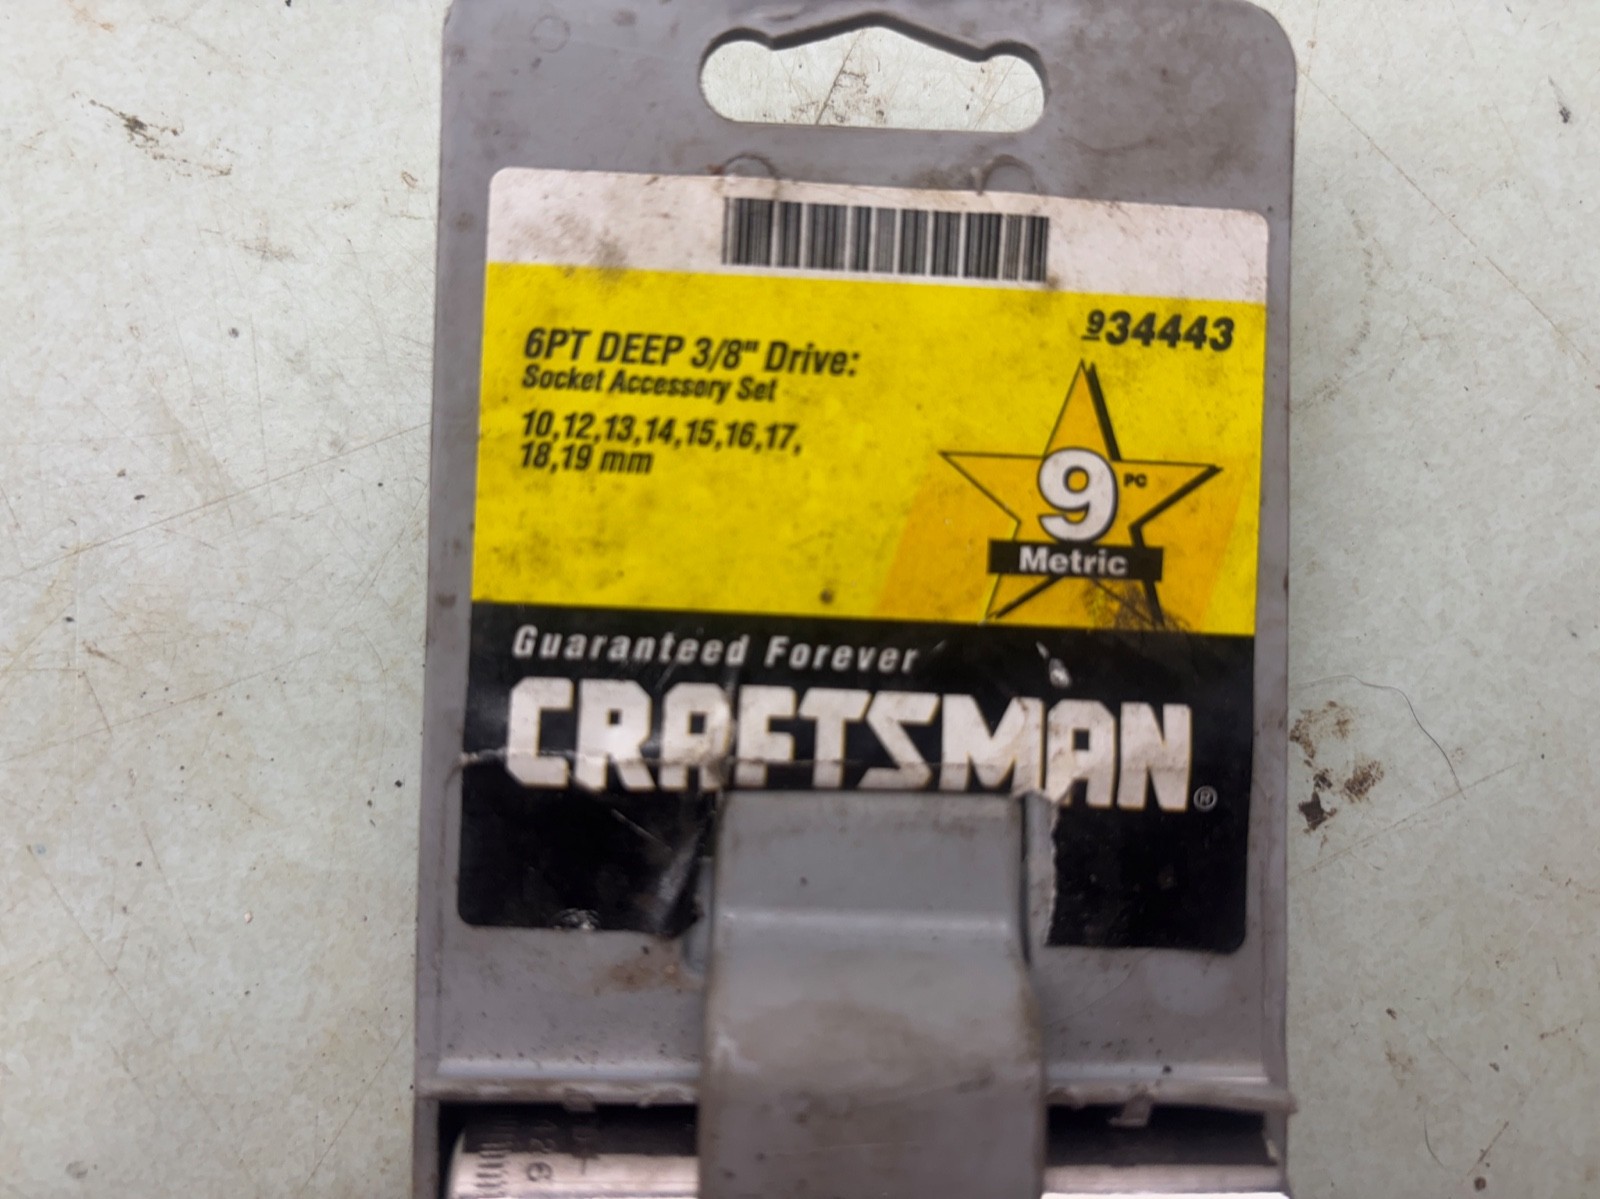 934443
6PT DEEP 3/8" Drive:
Socket Accessory Set
10,12,13,14,15,16,17,
18,19 mm
9 PC
Metric
Guaranteed Forever
CRAFTSMAN®
126